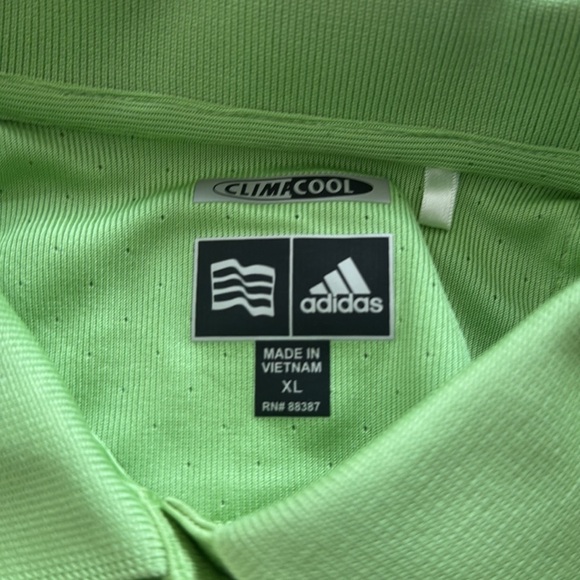 CLIMACOOL
adidas
MADE IN
VIETNAM
XL
RN# 88387